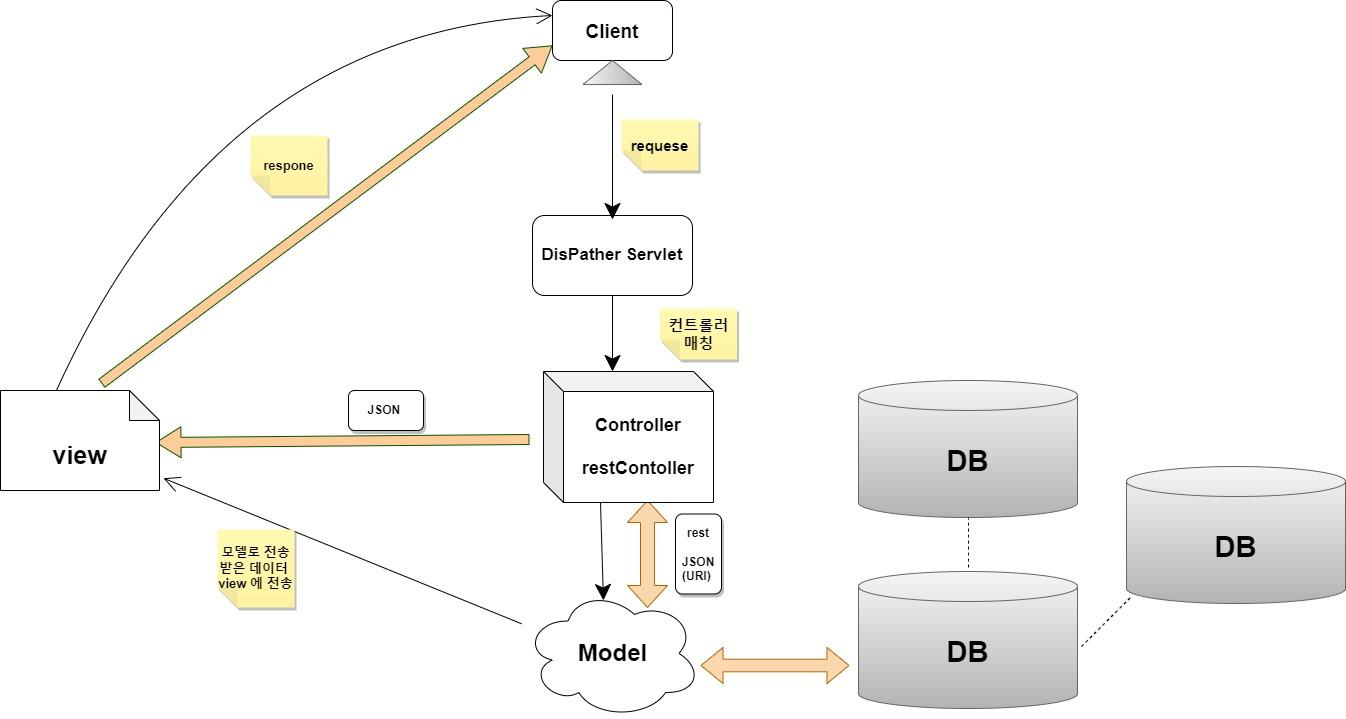 Client
respone
requese
DisPather Servlet
컨트롤러
매칭
JSON
Controller
restContoller
view
DB
DB
rest
JSON
(URI)
모델로 전송
받은 데이터
view 에 전송
Model
DB